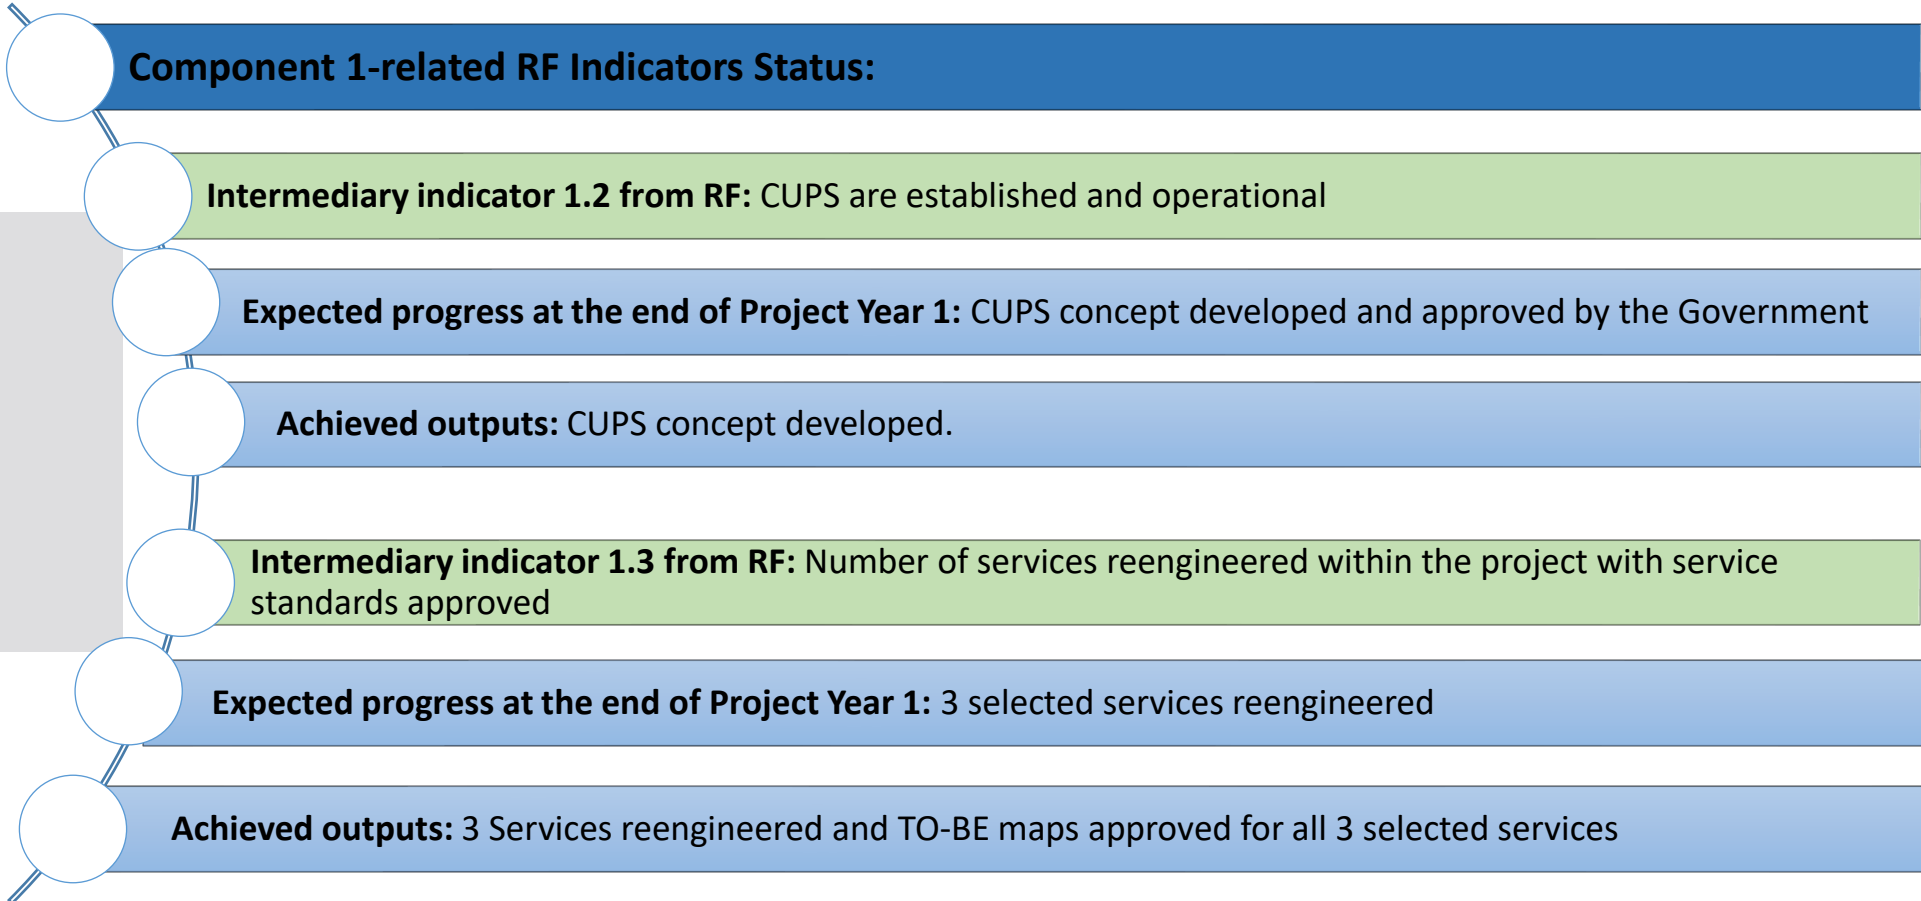 Component 1-related RF Indicators Status:
Intermediary indicator 1.2 from RF: CUPS are established and operational
Expected progress at the end of Project Year 1: CUPS concept developed and approved by the Government
Achieved outputs: CUPS concept developed.
Intermediary indicator 1.3 from RF: Number of services reengineered within the project with service
standards approved
Expected progress at the end of Project Year 1: 3 selected services reengineered
Achieved outputs: 3 Services reengineered and TO-BE maps approved for all 3 selected services